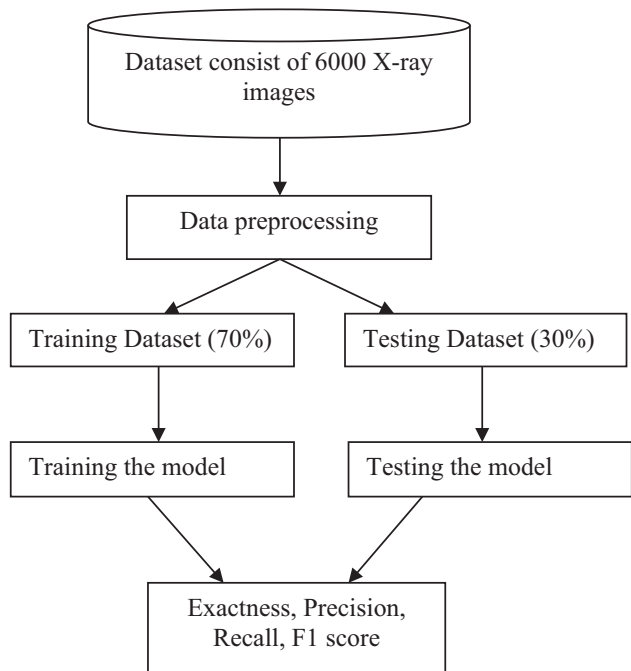 Dataset consist of 6000 X-ray
images
Data preprocessing
Training Dataset (70%)
Testing Dataset (30%)
Training the model
Testing the model
Exactness, Precision,
Recall, F1 score